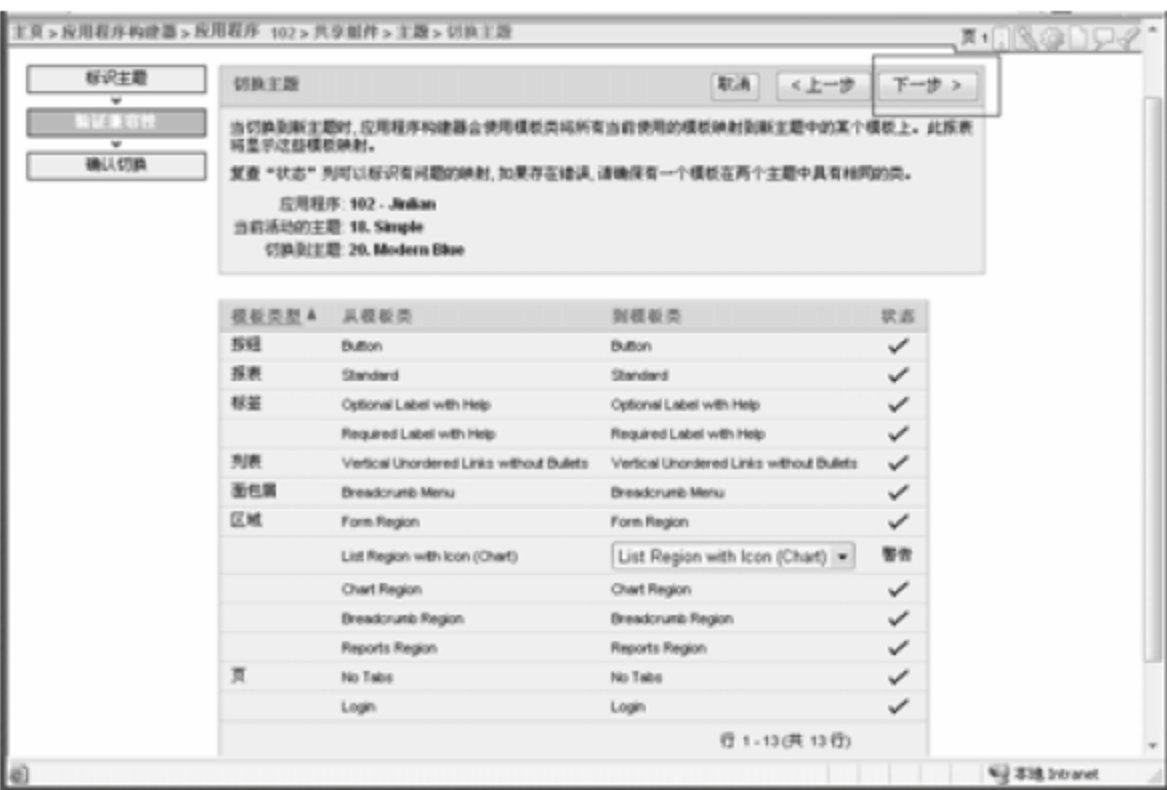 主页 > 应用程序构建器 > 应用程序 102 > 共享组件 > 主题 > 切换主题
页 1
标识主题
验证兼容性
确认切换
切换主题
取消
< 上一步
下一步 >
当切换到新主题时, 应用程序构建器会使用模板类将所有当前使用的模板映射到新主题中的某个模板上。此报表
将显示这些模板映射。
复查 “状态” 列可以标识有问题的映射, 如果存在错误, 请确保有一个模板在两个主题中具有相同的类。
应用程序: 102 - Jinlian
当前活动的主题: 18. Simple
切换到主题: 20. Modern Blue
模板类型 从模板类 到模板类 状态
按钮 Button Button
报表 Standard Standard
标签 Optional Label with Help Optional Label with Help
Required Label with Help Required Label with Help
列表 Vertical Unordered Links without Bullets Vertical Unordered Links without Bullets
面包屑 Breadcrumb Menu Breadcrumb Menu
区域 Form Region Form Region
List Region with Icon (Chart) List Region with Icon (Chart) 警告
Chart Region Chart Region
Breadcrumb Region Breadcrumb Region
Reports Region Reports Region
页 No Tabs No Tabs
Login Login
行 1 - 13 (共 13 行)
本地 Intranet